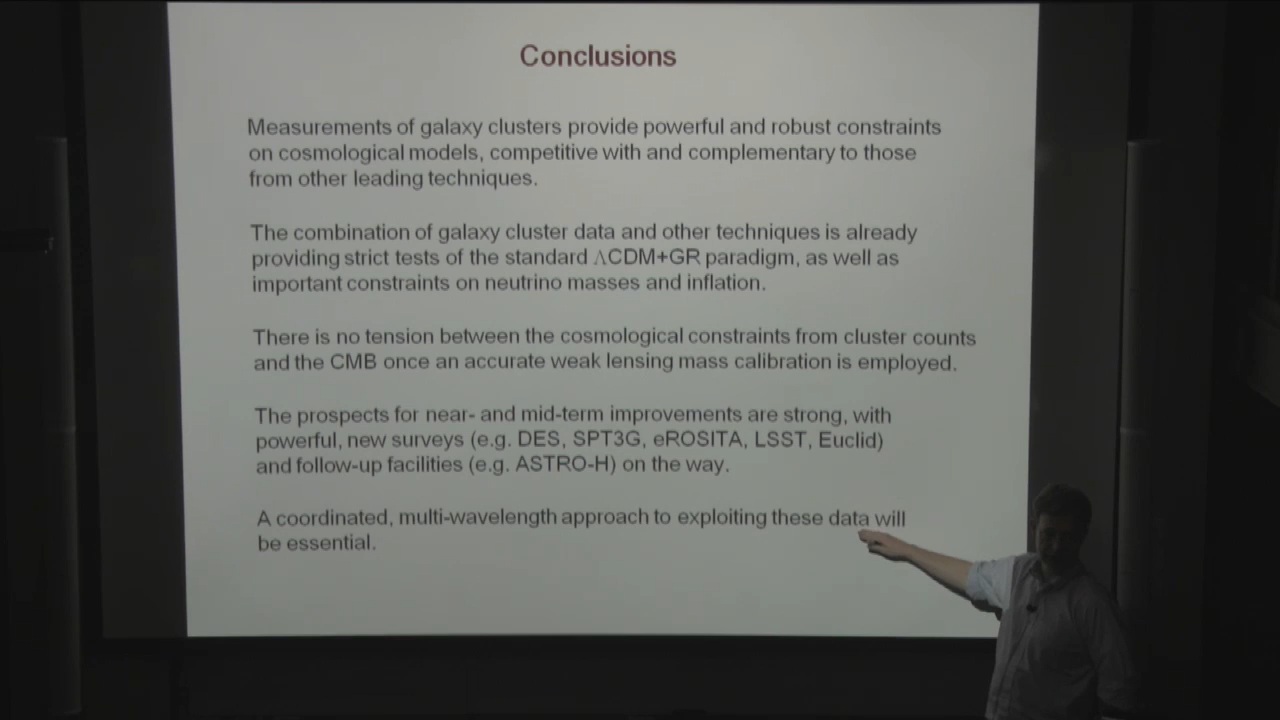 Conclusions
Measurements of galaxy clusters provide powerful and robust constraints
on cosmological models, competitive with and complementary to those
from other leading techniques.
The combination of galaxy cluster data and other techniques is already
providing strict tests of the standard ΛCDM+GR paradigm, as well as
important constraints on neutrino masses and inflation.
There is no tension between the cosmological constraints from cluster counts
and the CMB once an accurate weak lensing mass calibration is employed.
The prospects for near- and mid-term improvements are strong, with
powerful, new surveys (e.g. DES, SPT3G, eROSITA, LSST, Euclid)
and follow-up facilities (e.g. ASTRO-H) on the way.
A coordinated, multi-wavelength approach to exploiting these data will
be essential.